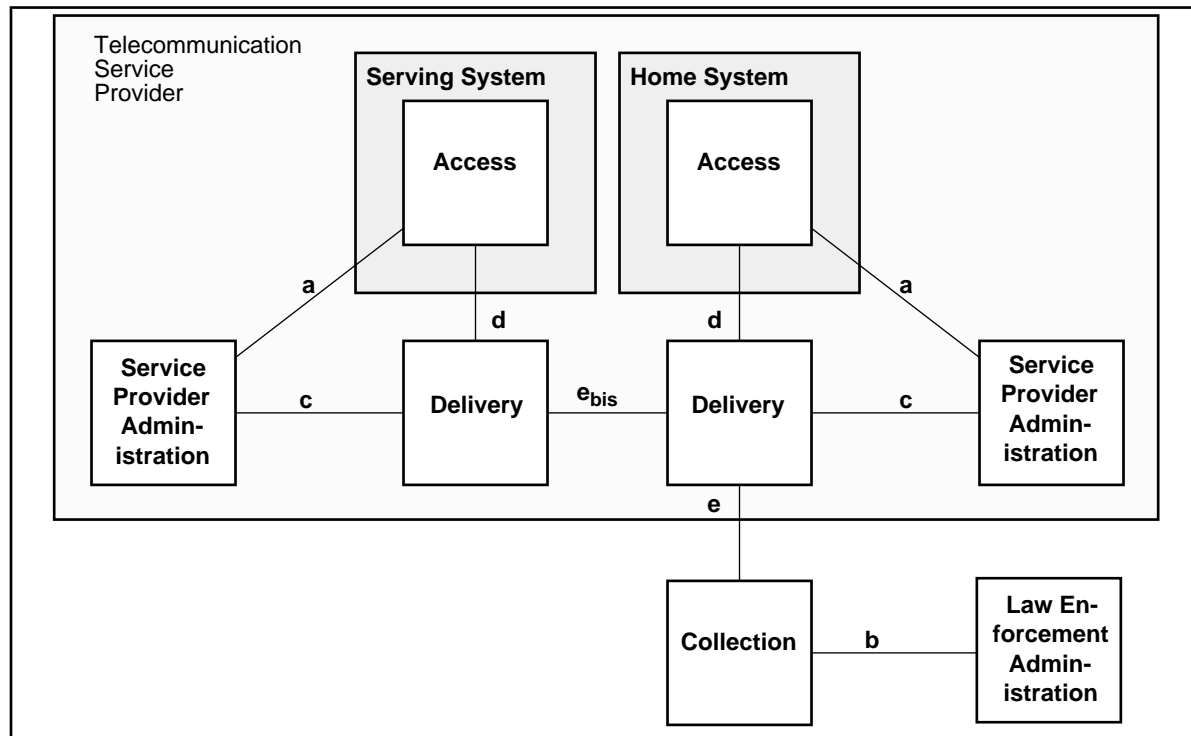 Telecommunication
Service
Provider
Serving System
Home System
Access
Access
a
a
d
d
Service
Provider
Admin-
istration
c
Delivery
ebis
Delivery
c
Service
Provider
Admin-
istration
e
Collection
b
Law En-
forcement
Admin-
istration